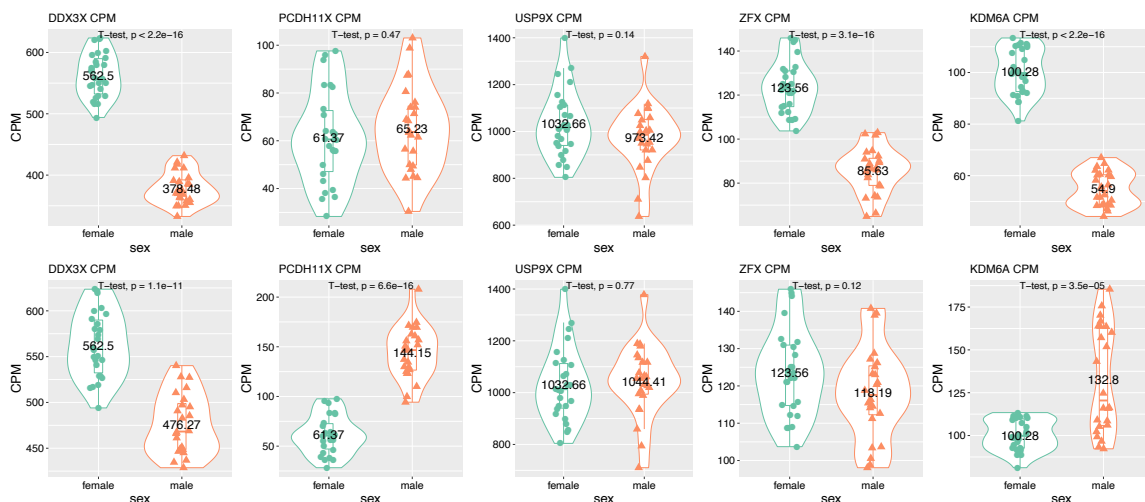 DDX3X CPM
T-test, p < 2.2e-16
CPM
600
500
400
562.5
378.48
female
male
sex
PCDH11X CPM
T-test, p = 0.47
CPM
100
80
60
40
61.37
65.23
female
male
sex
USP9X CPM
T-test, p = 0.14
CPM
1400
1200
1000
800
600
1032.66
973.42
female
male
sex
ZFX CPM
T-test, p = 3.1e-16
CPM
140
120
100
80
123.56
85.63
female
male
sex
KDM6A CPM
T-test, p <2.2e-16
CPM
100
80
60
100.28
54.9
female
male
sex
DDX3X CPM
T-test, p = 1.1e-11
CPM
600
550
500
450
562.5
476.27
female
male
sex
PCDH11X CPM
T-test, p = 6.6e-16
CPM
200
150
100
50
61.37
144.15
female
male
sex
USP9X CPM
T-test, p = 0.77
CPM
1400
1200
1000
800
1032.66
1044.41
female
male
sex
ZFX CPM
T-test, p = 0.12
CPM
140
130
120
110
100
123.56
118.19
female
male
sex
KDM6A CPM
T-test, p = 3.5e-05
CPM
175
150
125
100
100.28
132.8
female
male
sex